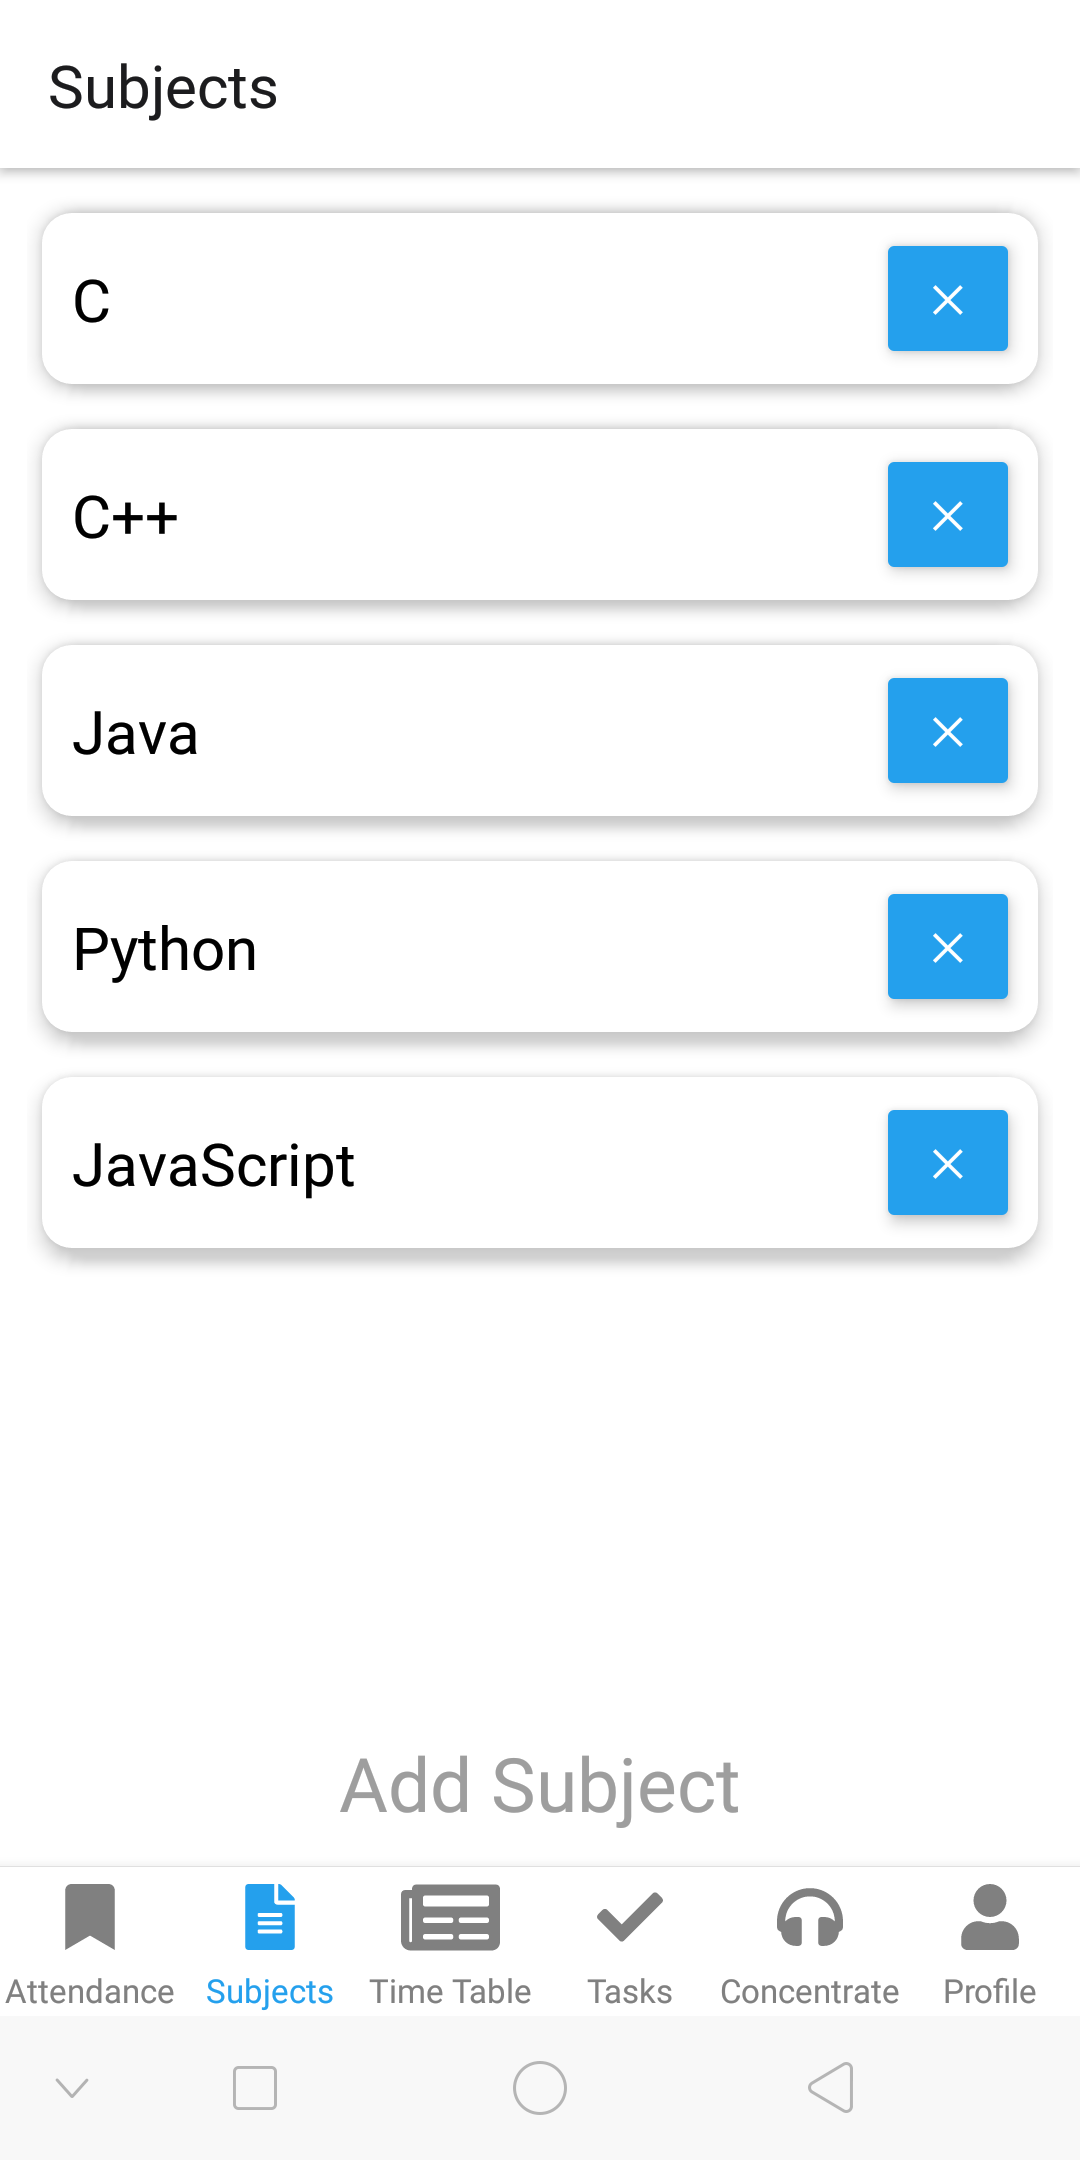 Subjects
C
C++
Java
Python
JavaScript
Add Subject
Attendance Subjects Time Table Tasks Concentrate Profile